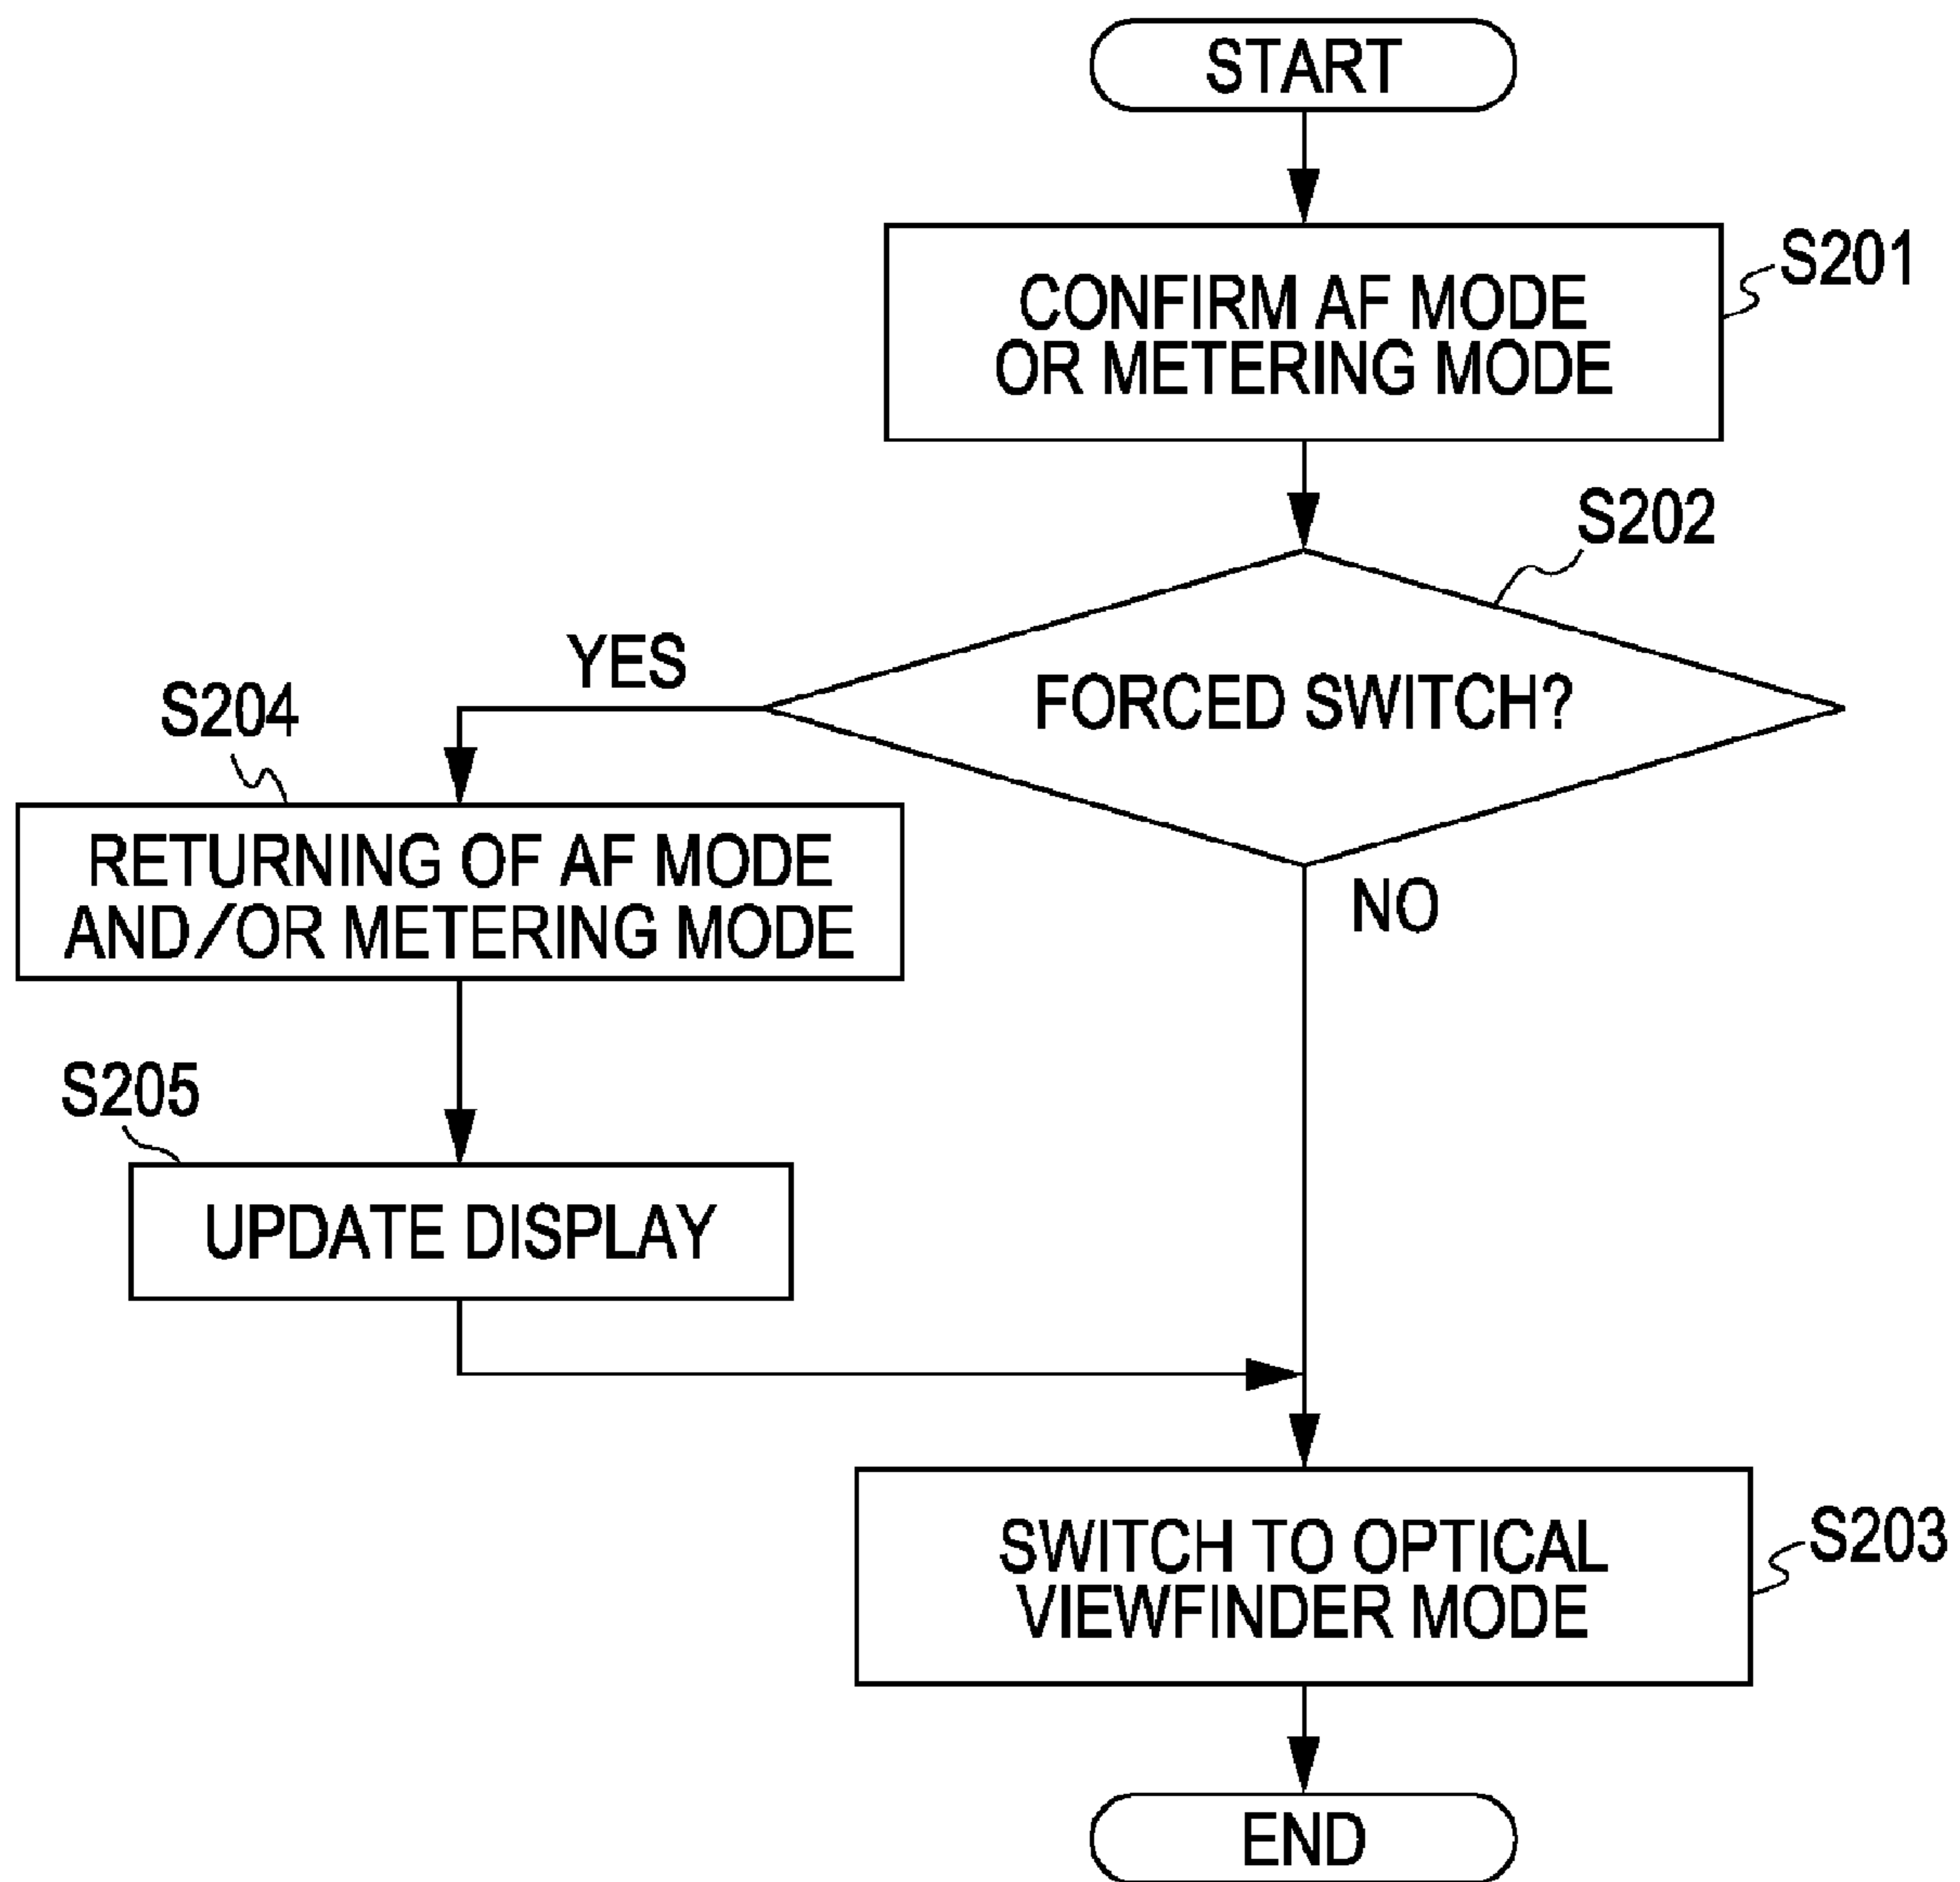 START
CONFIRM AF MODE
OR METERING MODE
S201
S202
FORCED SWITCH?
YES
NO
S204
RETURNING OF AF MODE
AND/OR METERING MODE
S205
UPDATE DISPLAY
SWITCH TO OPTICAL
VIEWFINDER MODE
S203
END